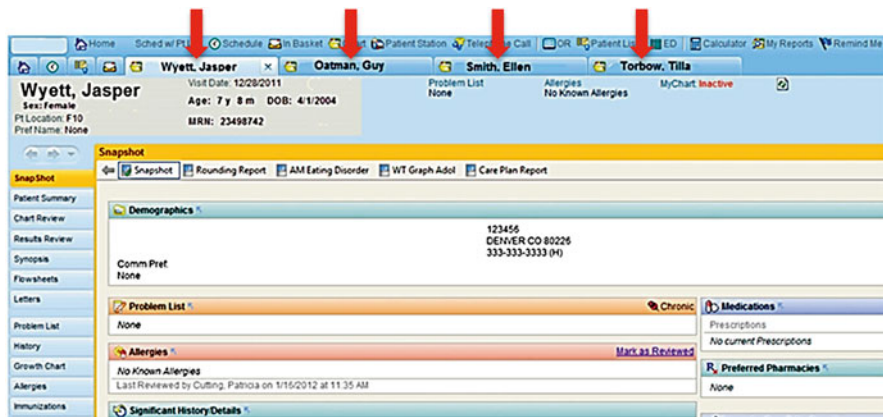 Home Sched w/ Schedule In Basket Patient Station Telephone Call OR Patient ED Calculator My Reports Remind Me
Wyett, Jasper × Oatman, Guy Smith, Ellen Torbow, Tilla
Wyett, Jasper
Sex: Female
Pt Location: F10
Pref Name: None
Visit Date: 12/28/2011
Age: 7 y 8 m DOB: 4/1/2004
MRN: 23498742
Problem List
None
Allergies
No Known Allergies
MyChart: Inactive
Snapshot
Snapshot Rounding Report AM Eating Disorder WT Graph Adol Care Plan Report
SnapShot
Patient Summary
Chart Review
Results Review
Synopsis
Flowsheets
Letters
Problem List
History
Growth Chart
Allergies
Immunizations
Demographics
123456
DENVER CO 80226
333-333-3333 (H)
Comm Pref:
None
Problem List Chronic
None
Allergies Mark as Reviewed
No Known Allergies
Last Reviewed by Cutting, Patricia on 1/16/2012 at 11:35 AM
Significant History/Details
Medications
Prescriptions
No current Prescriptions
Preferred Pharmacies
None